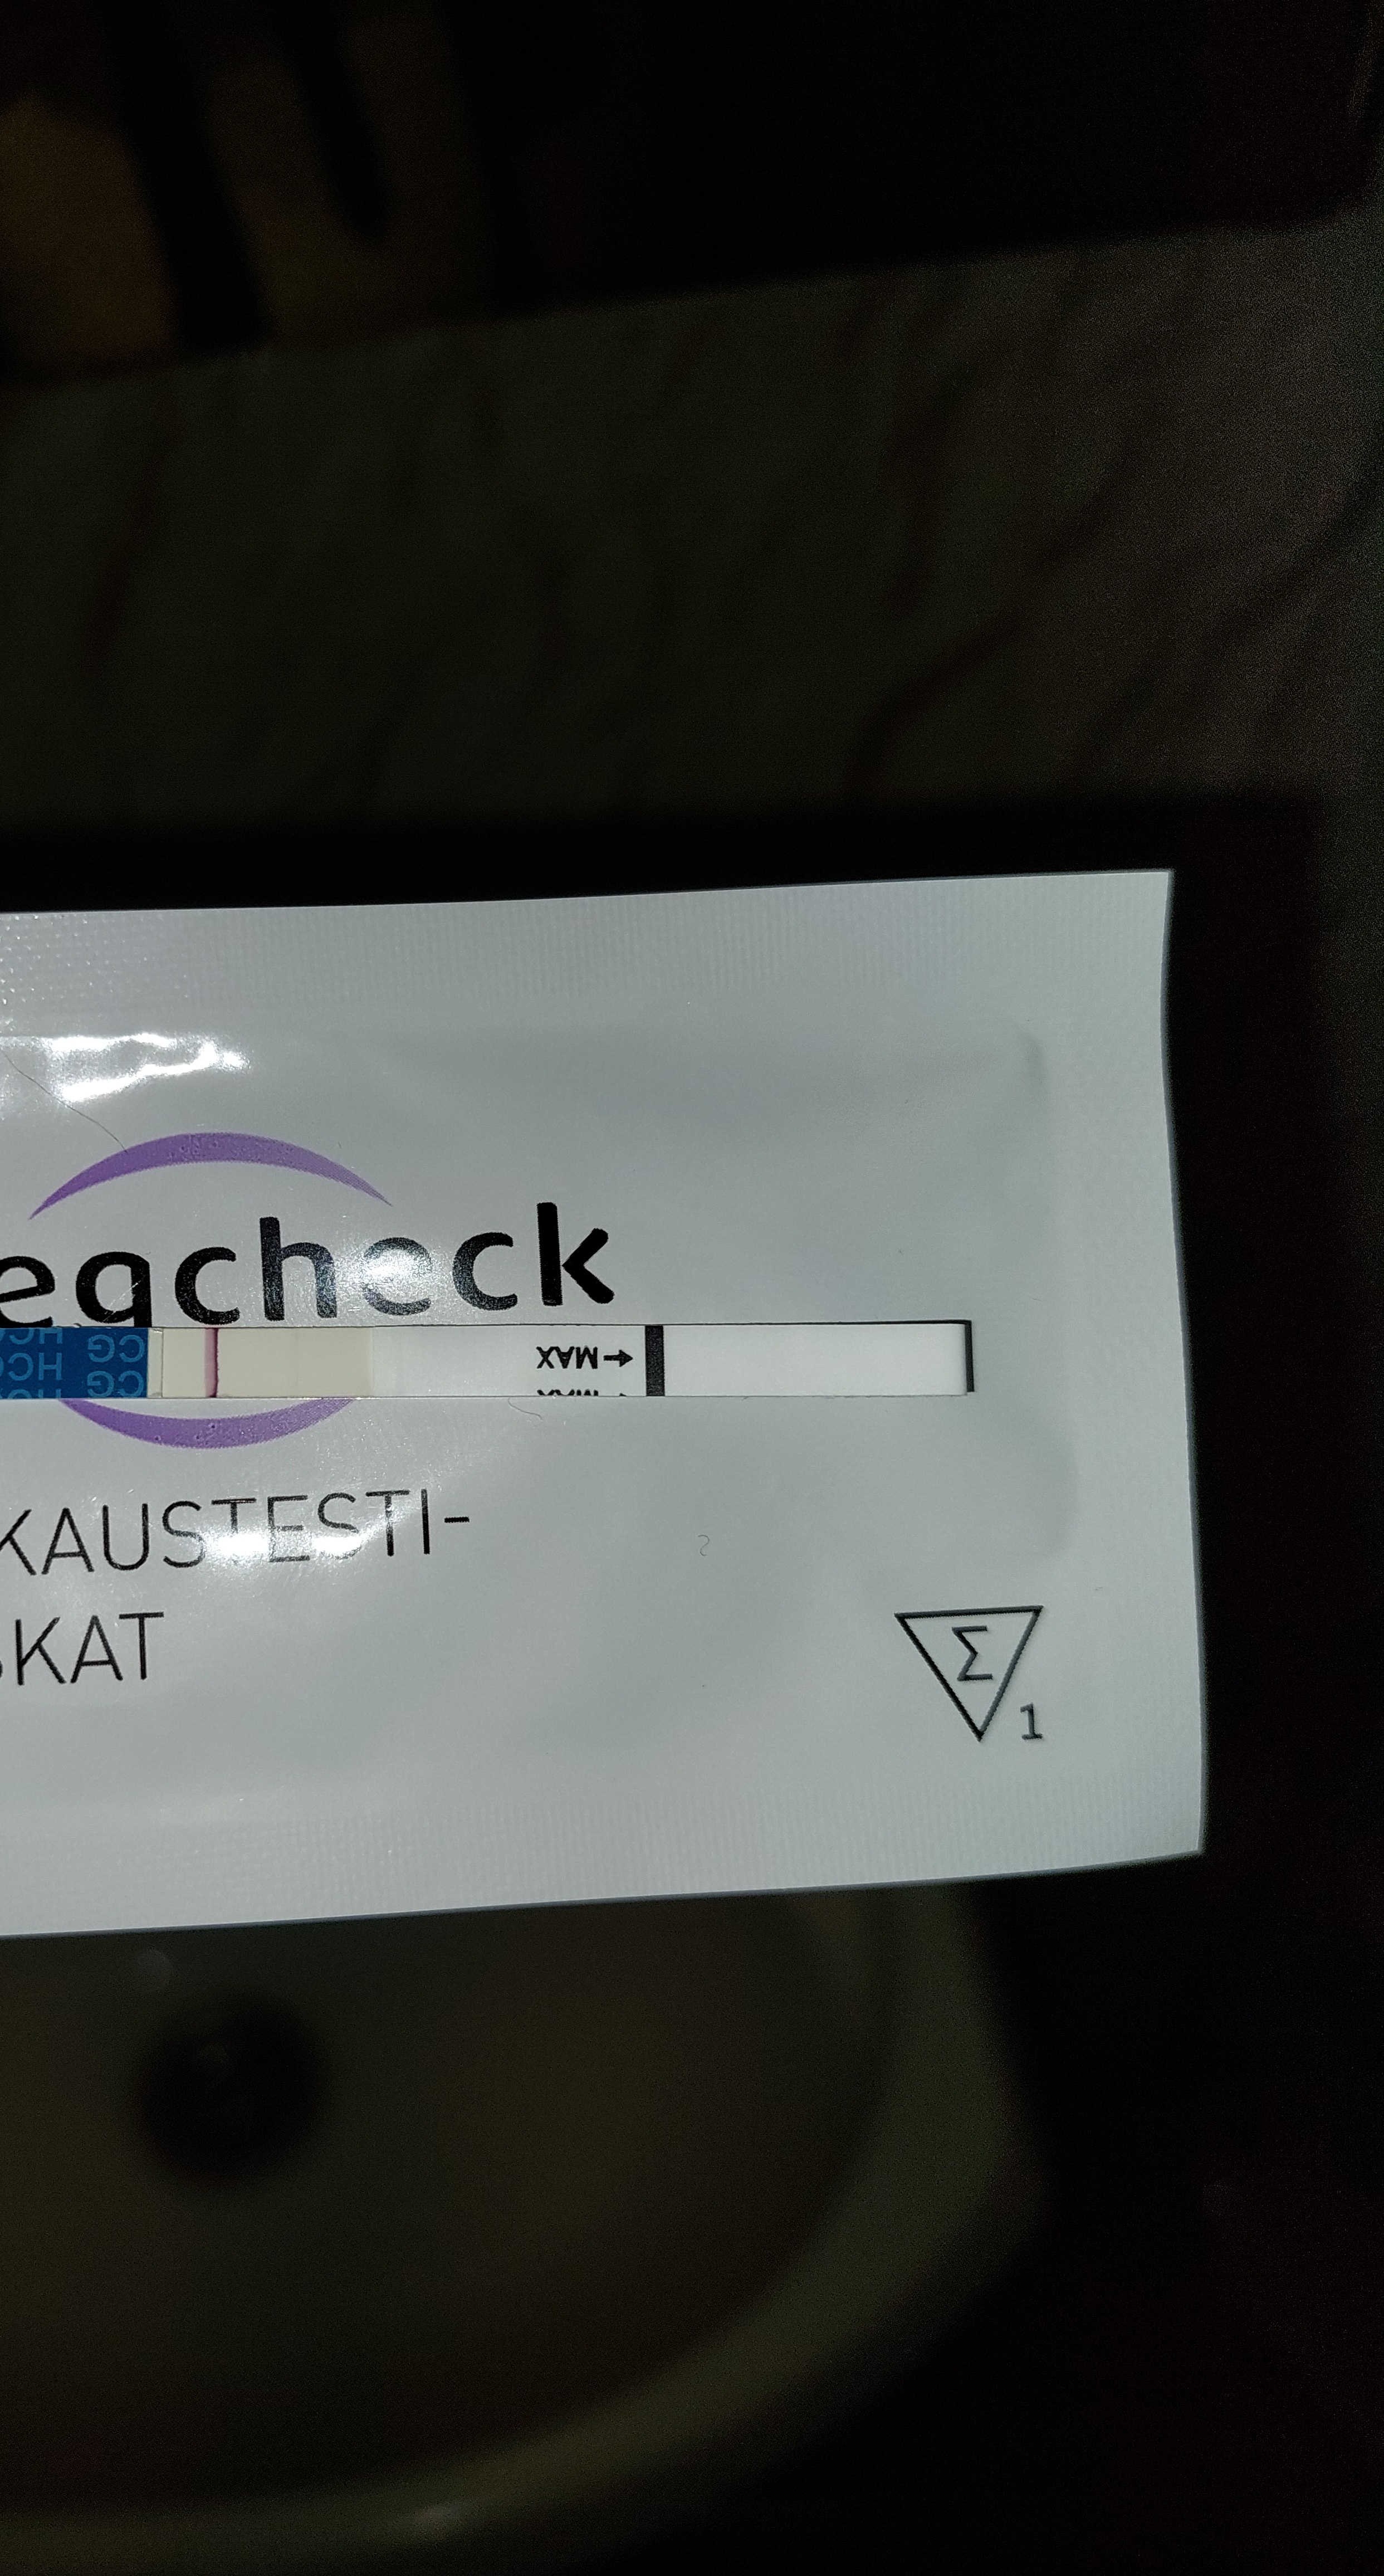 egcheck
HCG CG
HCG CG
←MAX
KAUSTESTI-
SKAT
Σ
1